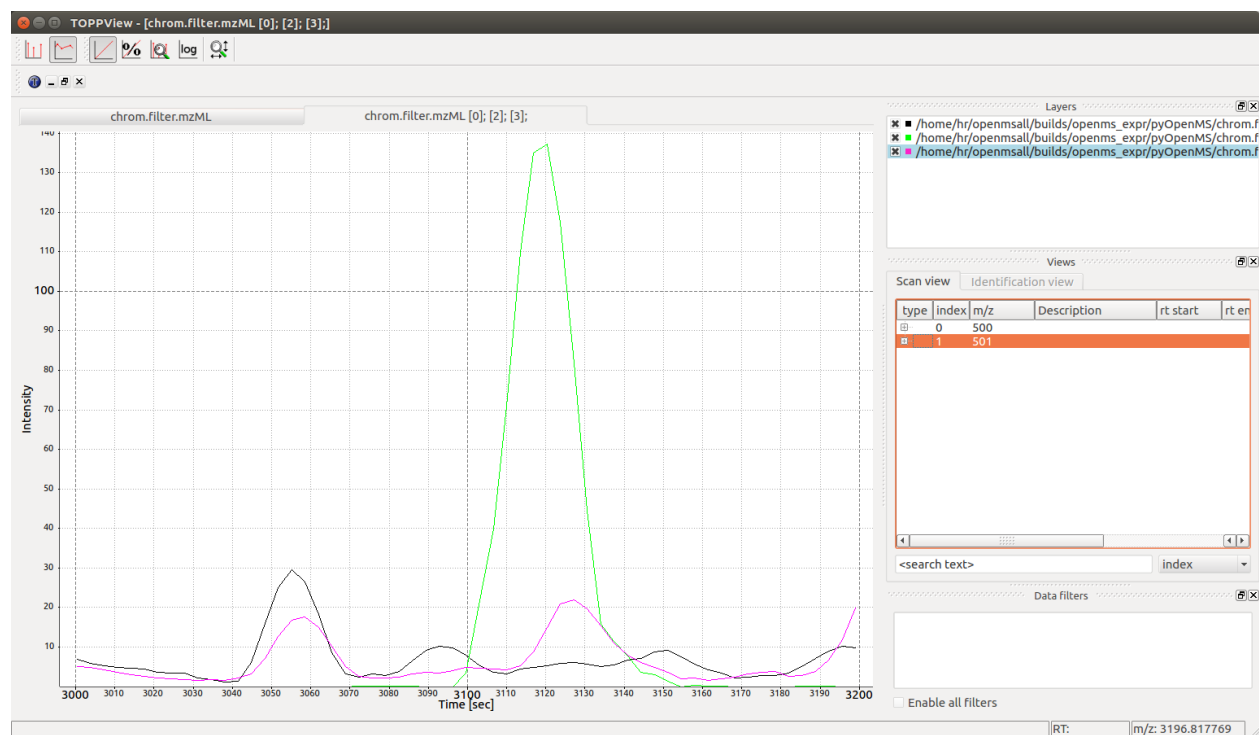 TOPPView - [chrom.filter.mzML [0]; [2]; [3];]
% log
chrom.filter.mzML
chrom.filter.mzML [0]; [2]; [3];
Layers
/home/hr/openmsall/builds/openms_expr/pyOpenMS/chrom.f
/home/hr/openmsall/builds/openms_expr/pyOpenMS/chrom.f
/home/hr/openmsall/builds/openms_expr/pyOpenMS/chrom.f
140
130
120
110
100
90
80
70
60
50
40
30
20
10
Intensity
3000 3010 3020 3030 3040 3050 3060 3070 3080 3090 3100 3110 3120 3130 3140 3150 3160 3170 3180 3190 3200
Time [sec]
Views
Scan view Identification view
type index m/z Description rt start rt en
0 500
1 501
<search text> index
Data filters
Enable all filters
RT: m/z: 3196.817769